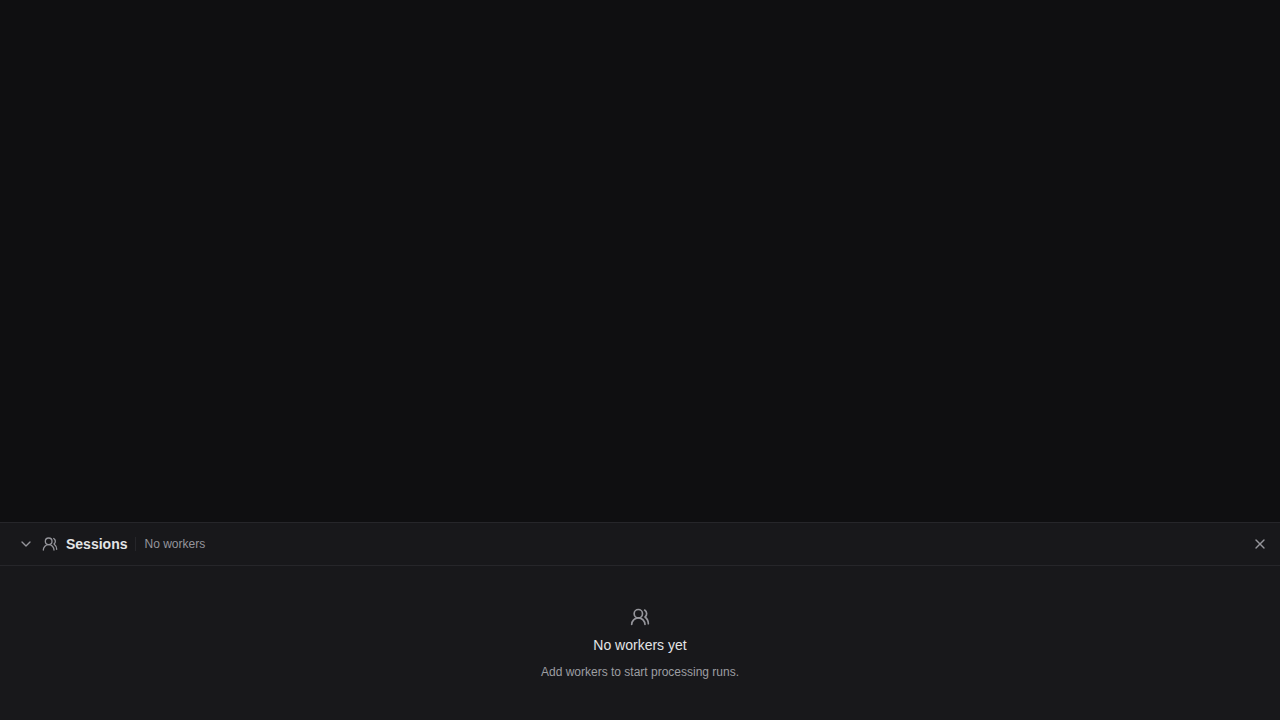 Sessions No workers
No workers yet
Add workers to start processing runs.